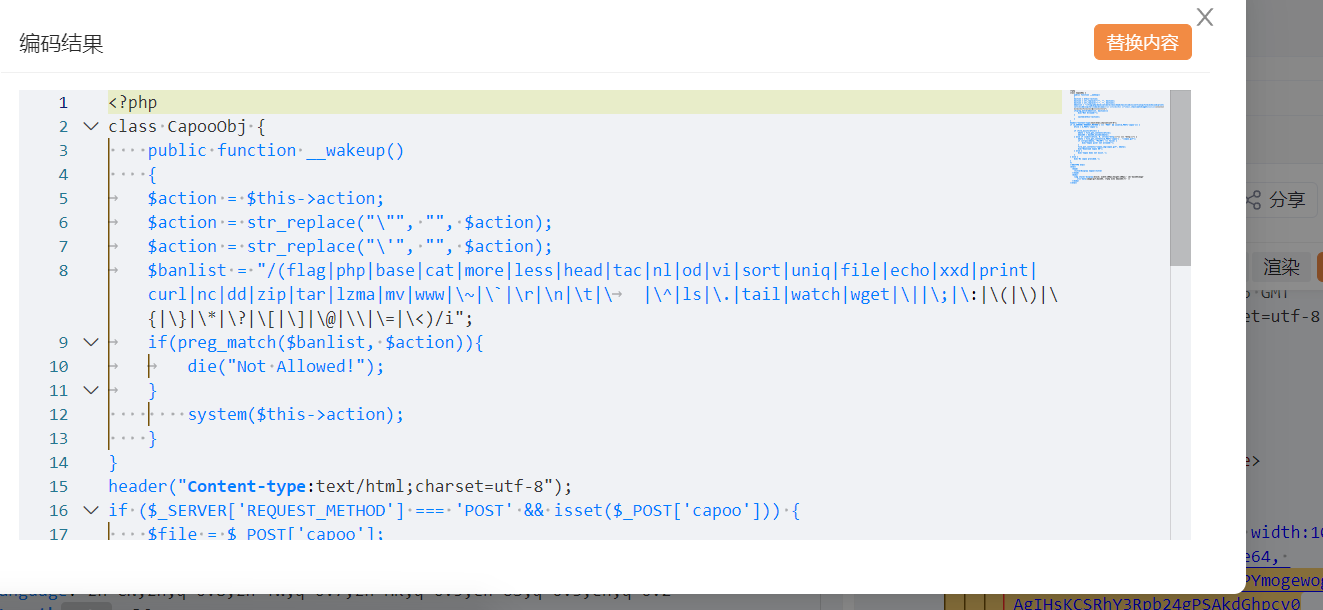 编码结果
替换内容
1 <?php
2 class CapooObj {
3 public function __wakeup()
4 {
5 $action = $this->action;
6 $action = str_replace("\"", "", $action);
7 $action = str_replace("\'", "", $action);
8 $banlist = "/(flag|php|base|cat|more|less|head|tac|nl|od|vi|sort|uniq|file|echo|xxd|print|
curl|nc|dd|zip|tar|lzma|mv|www|\~|\`|\r|\n|\t|\ |\^|ls|\.|tail|watch|wget|\||\;|\:|\(|\)|\
{|\}|\*|\?|\[|\]|\@|\\|\=|\<)/i";
9 if(preg_match($banlist, $action)){
10 die("Not Allowed!");
11 }
12 system($this->action);
13 }
14 }
15 header("Content-type:text/html;charset=utf-8");
16 if ($_SERVER['REQUEST_METHOD'] === 'POST' && isset($_POST['capoo'])) {
17 $file = $_POST['capoo'];
分享
渲染
GMT
et=utf-8
e>
width:10
e64,
PYmogewog
AgIHsKCSRhY3Rpb24gPSAkdGhpcy0